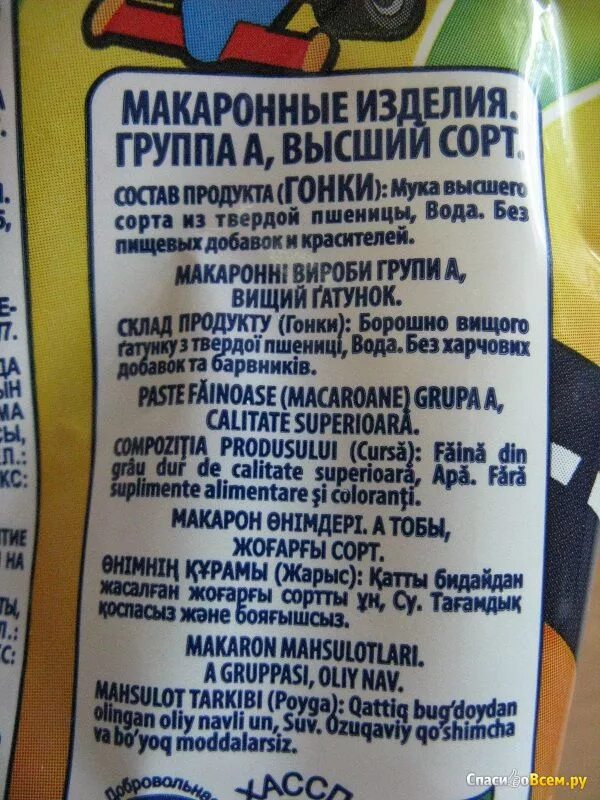 МАКАРОННЫЕ ИЗДЕЛИЯ.
ГРУППА А, ВЫСШИЙ СОРТ.
СОСТАВ ПРОДУКТА (ГОНКИ): Мука высшего
сорта из твердой пшеницы, Вода. Без
пищевых добавок и красителей.
МАКАРОННІ ВИРОБИ ГРУПИ А,
ВИЩИЙ ҐАТУНОК.
СКЛАД ПРОДУКТУ (Гонки): Борошно вищого
ґатунку з твердої пшениці, Вода. Без харчових
добавок та барвників.
PASTE FĂINOASE (MACAROANE) GRUPA A,
CALITATE SUPERIOARĂ.
COMPOZIȚIA PRODUSULUI (Cursă): Făină din
grâu dur de calitate superioară, Apă. Fără
suplimente alimentare și coloranți.
МАКАРОН ӨНІМДЕРІ. А ТОБЫ,
ЖОҒАРҒЫ СОРТ.
ӨНІМНІҢ ҚҰРАМЫ (Жарыс): Қатты бидайдан
жасалған жоғарғы сортты ұн, Су. Тағамдық
қоспасыз және бояғышсыз.
MAKARON MAHSULOTLARI.
A GRUPPASI, OLIY NAV.
MAHSULOT TARKIBI (Poyga): Qattiq bug'doydan
olingan oliy navli un, Suv. Ozuqaviy qo'shimcha
va bo'yoq moddalarsiz.
Добровольная
ХАССП
СпасибоВсем.ру